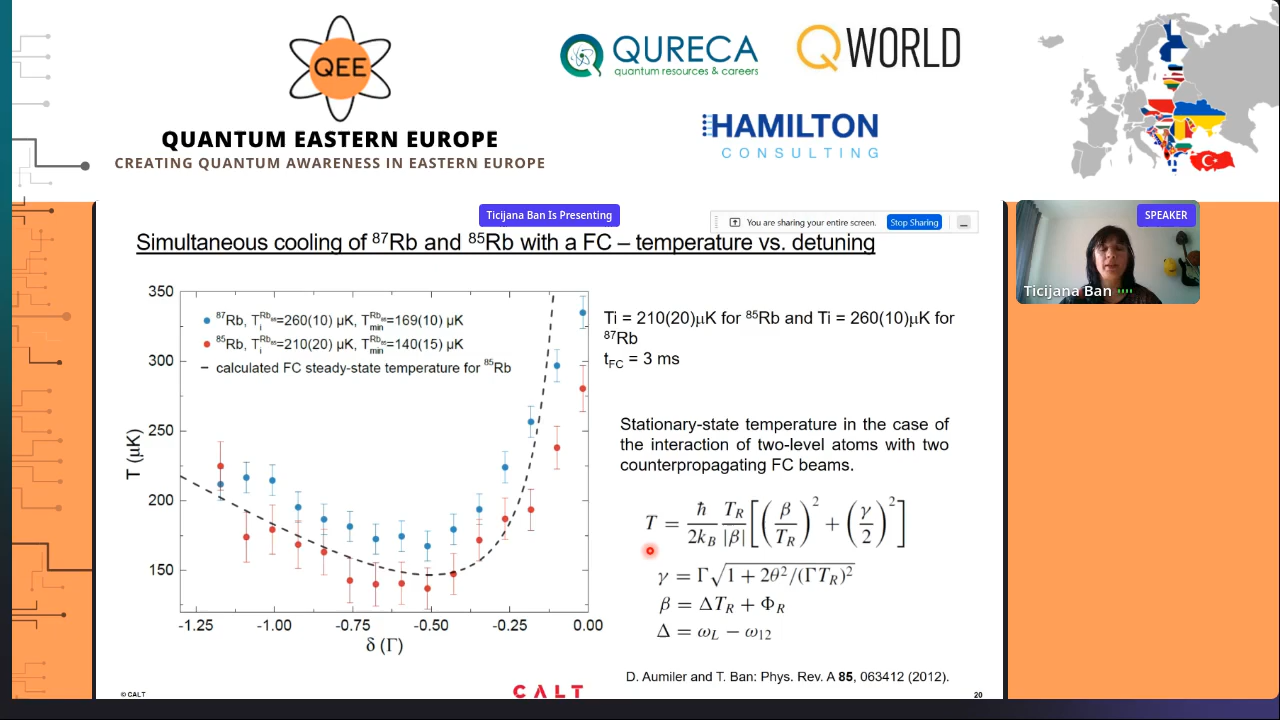 QEE
QUANTUM EASTERN EUROPE
CREATING QUANTUM AWARENESS IN EASTERN EUROPE
QURECA
quantum resources & careers
QWORLD
HAMILTON
CONSULTING
Ticijana Ban Is Presenting
You are sharing your entire screen.
Stop Sharing
SPEAKER
Ticijana Ban
Simultaneous cooling of ⁸⁷Rb and ⁸⁵Rb with a FC – temperature vs. detuning
350
300
250
200
150
T (μK)
⁸⁷Rb, T_i^Rb₈₇=260(10) μK, T_min^Rb₈₇=169(10) μK
⁸⁵Rb, T_i^Rb₈₅=210(20) μK, T_min^Rb₈₅=140(15) μK
– calculated FC steady-state temperature for ⁸⁵Rb
-1.25 -1.00 -0.75 -0.50 -0.25 0.00
δ (Γ)
Ti = 210(20)μK for ⁸⁵Rb and Ti = 260(10)μK for
⁸⁷Rb
t_FC = 3 ms
Stationary-state temperature in the case of
the interaction of two-level atoms with two
counterpropagating FC beams.
T = ħ/2k_B T_R/|β| [(β/T_R)² + (γ/2)²]
γ = Γ√1 + 2θ²/(ΓT_R)²
β = ΔT_R + Φ_R
Δ = ω_L − ω₁₂
D. Aumiler and T. Ban: Phys. Rev. A 85, 063412 (2012).
© CALT
CALT
20